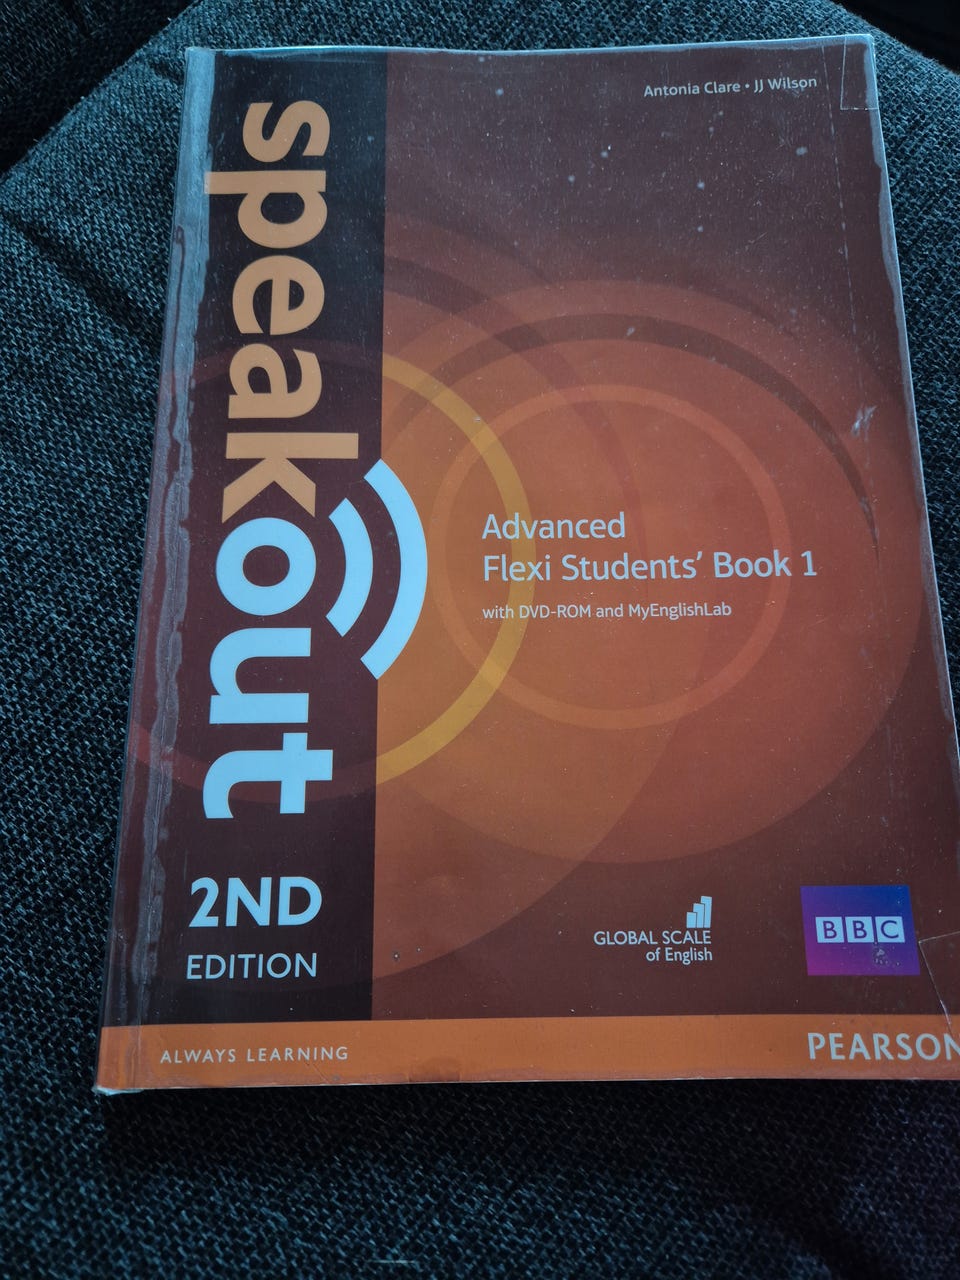 Antonia Clare • JJ Wilson
speakout
Advanced
Flexi Students' Book 1
with DVD-ROM and MyEnglishLab
2ND
EDITION
GLOBAL SCALE
of English
BBC
ALWAYS LEARNING
PEARSON